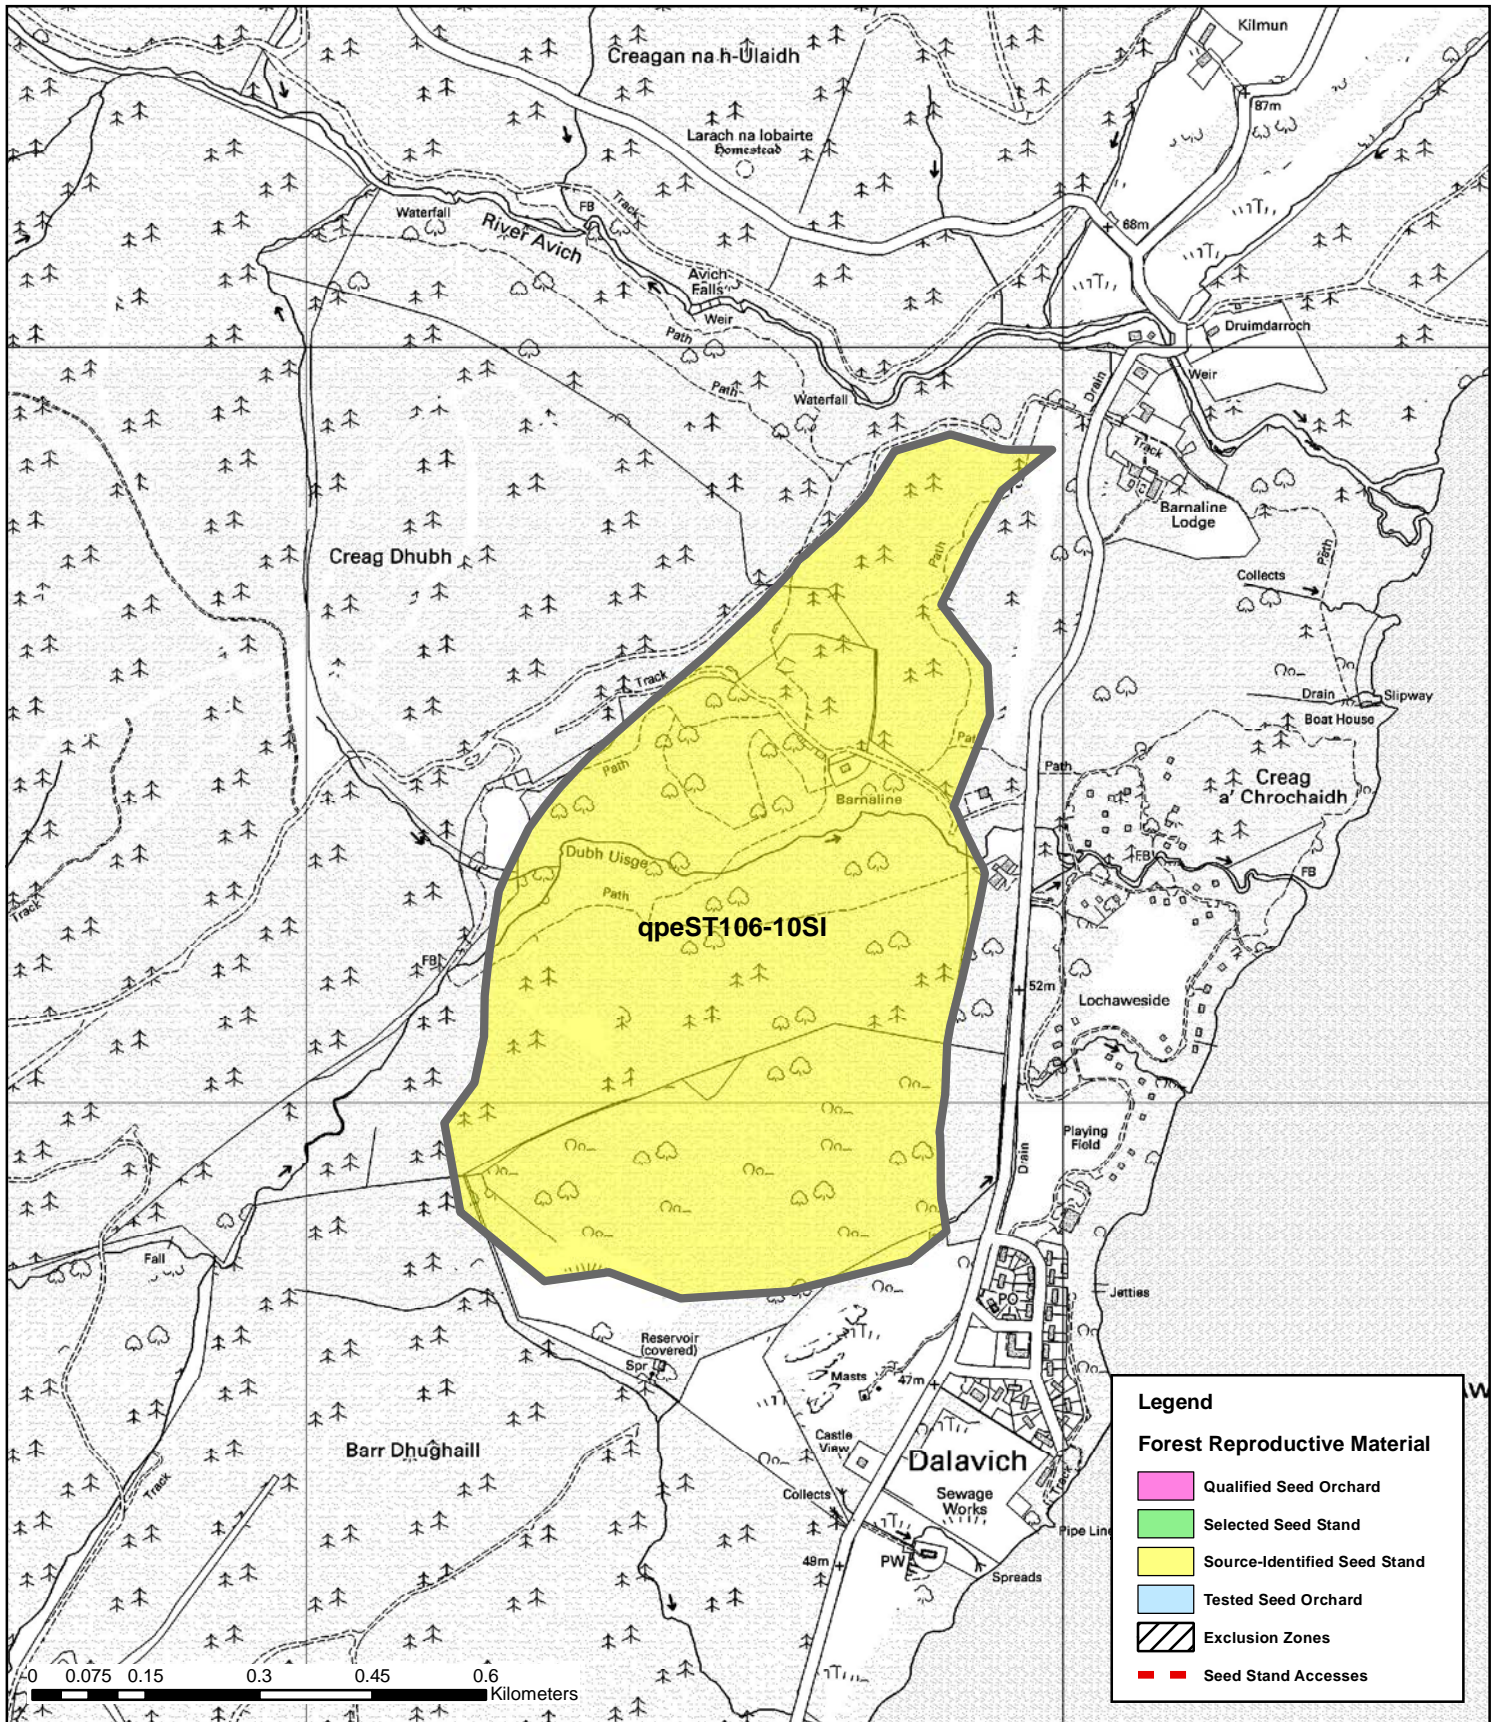 Kilmun
Creagan na h-Ulaidh
87m
Larach na Iobairte
Homestead
Track
FB
Waterfall
River Avich
68m
Avich
Falls
Weir
Druimdarroch
Path
Weir
Path
Drain
Waterfall
Track
Barnaline
Lodge
Path
Creag Dhubh
Path
Collects
Track
Drain
Slipway
Boat House
Path
Path
Path
Creag
a' Chrochaidh
Barnaline
Dubh Uisge
FB
FB
Path
Track
qpeST106-10SI
Tk
FB
52m
Lochaweside
Playing
Field
Drain
Fall
Jetties
PO
Reservoir
(covered)
Spr
Masts
47m
Legend
AW
Forest Reproductive Material
Castle
View
Barr Dhughaill
Dalavich
Track
Track
Qualified Seed Orchard
Collects
Sewage
Works
Selected Seed Stand
Pipe Line
PW
Source-Identified Seed Stand
48m
Spreads
Tested Seed Orchard
Exclusion Zones
Seed Stand Accesses
0 0.075 0.15 0.3 0.45 0.6
Kilometers